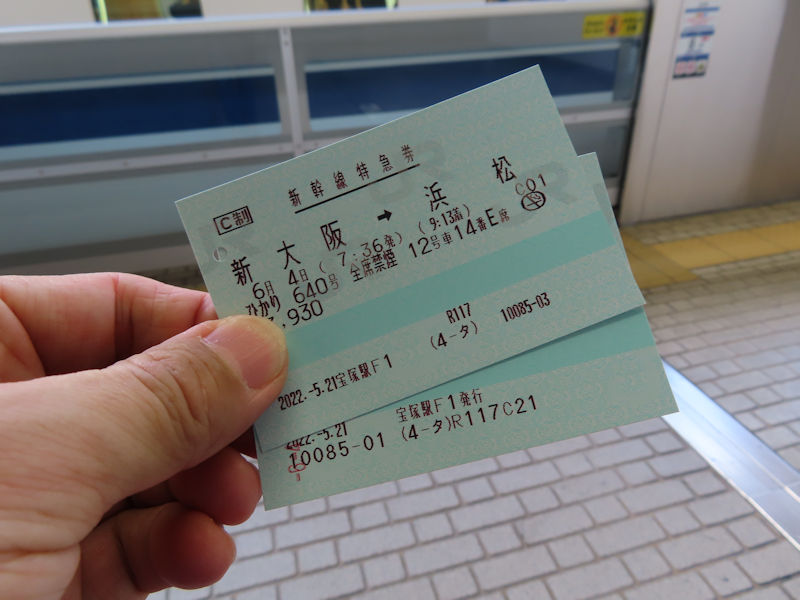 C制
新幹線特急券
新大阪 ➡ 浜松
6月 4日 ( 7:36発) ( 9:13着) C01
ひかり 640号 全席禁煙 12号車14番E席
,930
R117
2022.-5.21宝塚駅F1 (4-タ) 10085-03
2022.-5.21 宝塚駅F1発行
10085-01 (4-タ)R117C21